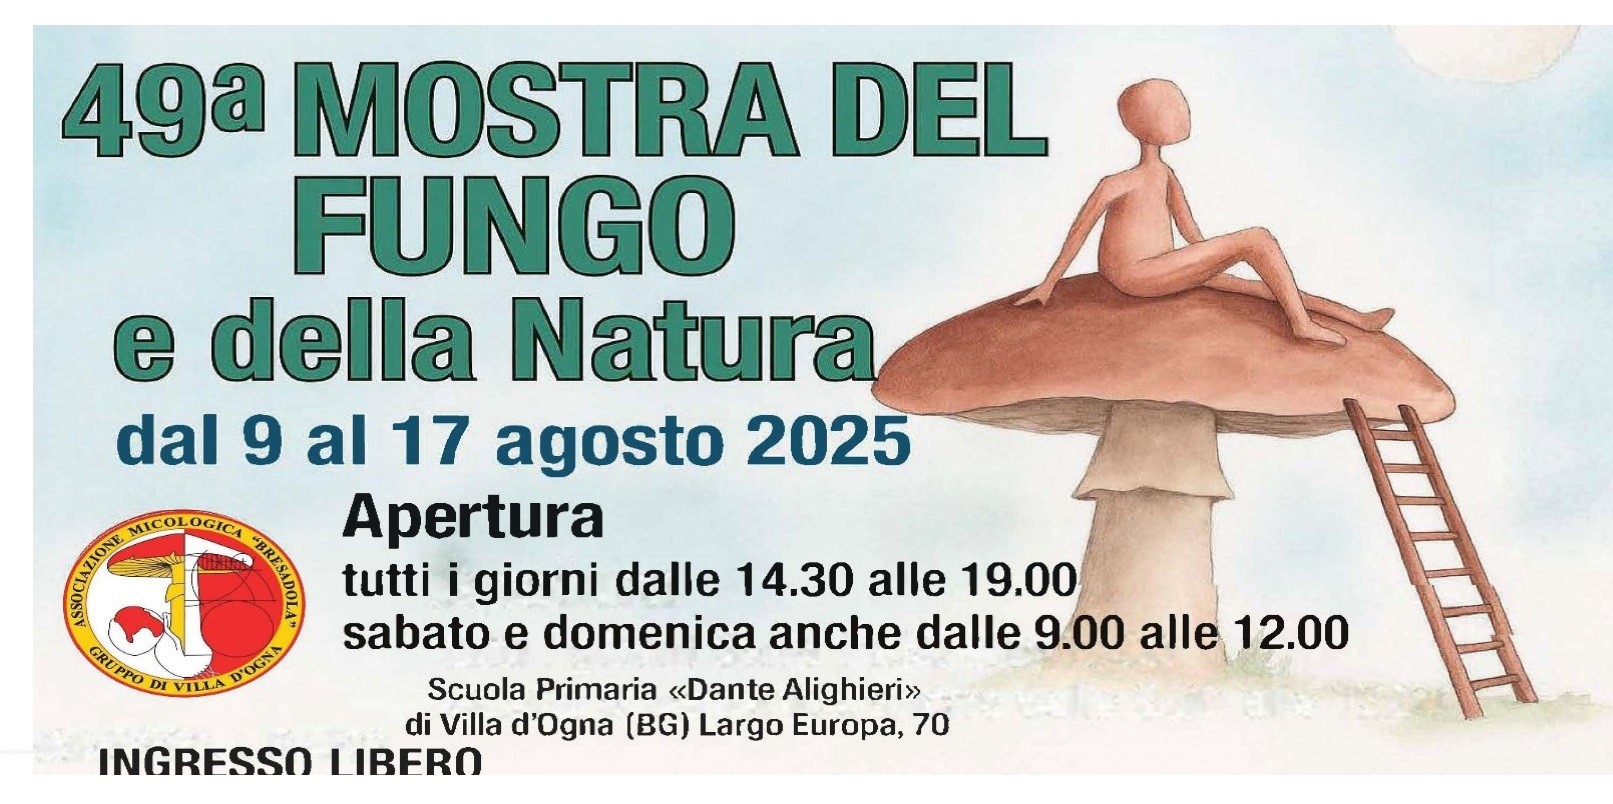 49ª MOSTRA DEL
FUNGO
e della Natura
dal 9 al 17 agosto 2025
Apertura
tutti i giorni dalle 14.30 alle 19.00
sabato e domenica anche dalle 9.00 alle 12.00
ASSOCIAZIONE MICOLOGICA "BRESADOLA"
GRUPPO DI VILLA D'OGNA
Scuola Primaria «Dante Alighieri»
di Villa d'Ogna (BG) Largo Europa, 70
INGRESSO LIBERO